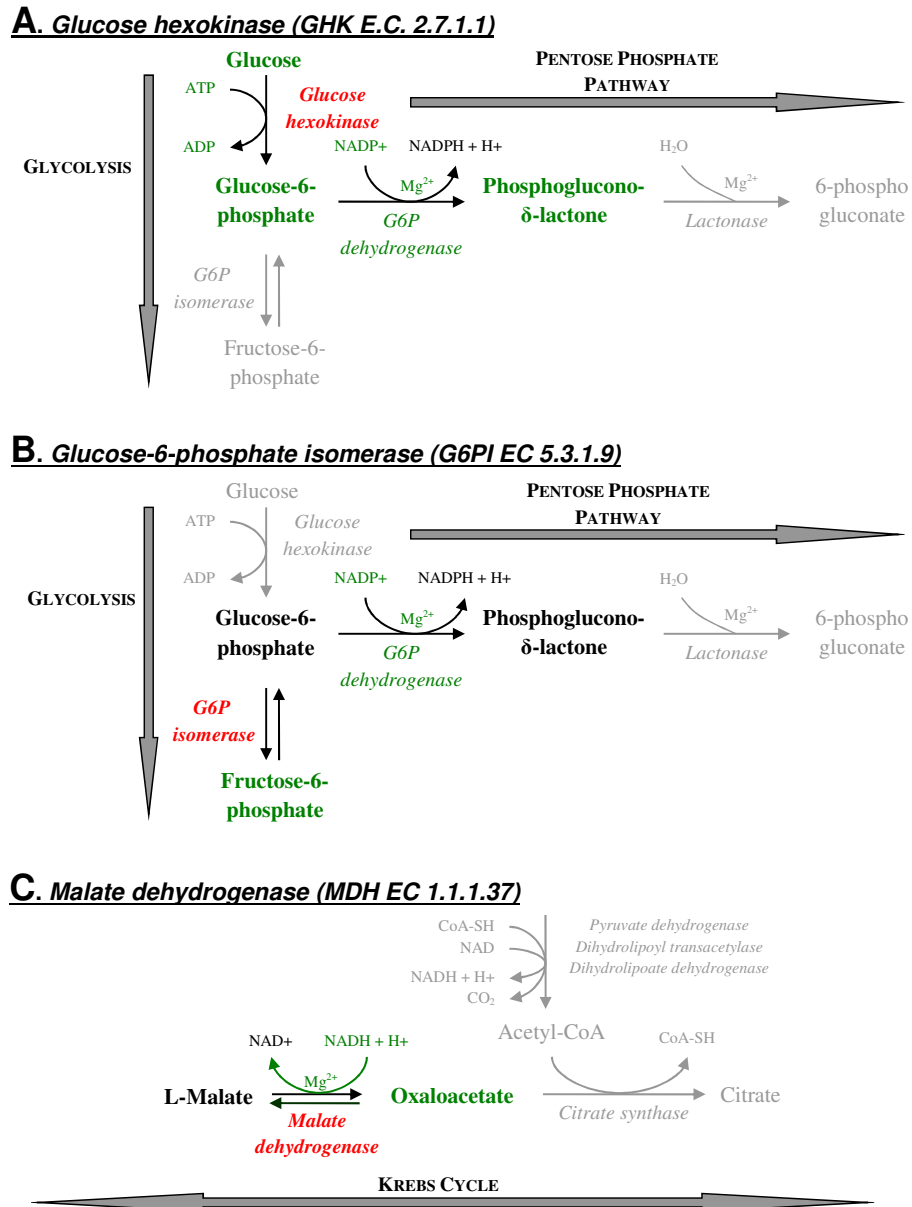 A. Glucose hexokinase (GHK E.C. 2.7.1.1)
Glucose
PENTOSE PHOSPHATE
PATHWAY
ATP
Glucose
hexokinase
ADP
NADP+
NADPH + H+
H₂O
GLYCOLYSIS
Glucose-6-
phosphate
Mg²⁺
Phosphoglucono-
δ-lactone
Mg²⁺
6-phospho
gluconate
G6P
dehydrogenase
Lactonase
G6P
isomerase
Fructose-6-
phosphate
B. Glucose-6-phosphate isomerase (G6PI EC 5.3.1.9)
Glucose
PENTOSE PHOSPHATE
PATHWAY
ATP
Glucose
hexokinase
ADP
NADP+
NADPH + H+
H₂O
GLYCOLYSIS
Glucose-6-
phosphate
Mg²⁺
Phosphoglucono-
δ-lactone
Mg²⁺
6-phospho
gluconate
G6P
dehydrogenase
Lactonase
G6P
isomerase
Fructose-6-
phosphate
C. Malate dehydrogenase (MDH EC 1.1.1.37)
CoA-SH
NAD
NADH + H+
CO₂
Pyruvate dehydrogenase
Dihydrolipoyl transacetylase
Dihydrolipoate dehydrogenase
Acetyl-CoA
CoA-SH
NAD+
NADH + H+
Mg²⁺
L-Malate
Oxaloacetate
Citrate
Citrate synthase
Malate
dehydrogenase
KREBS CYCLE